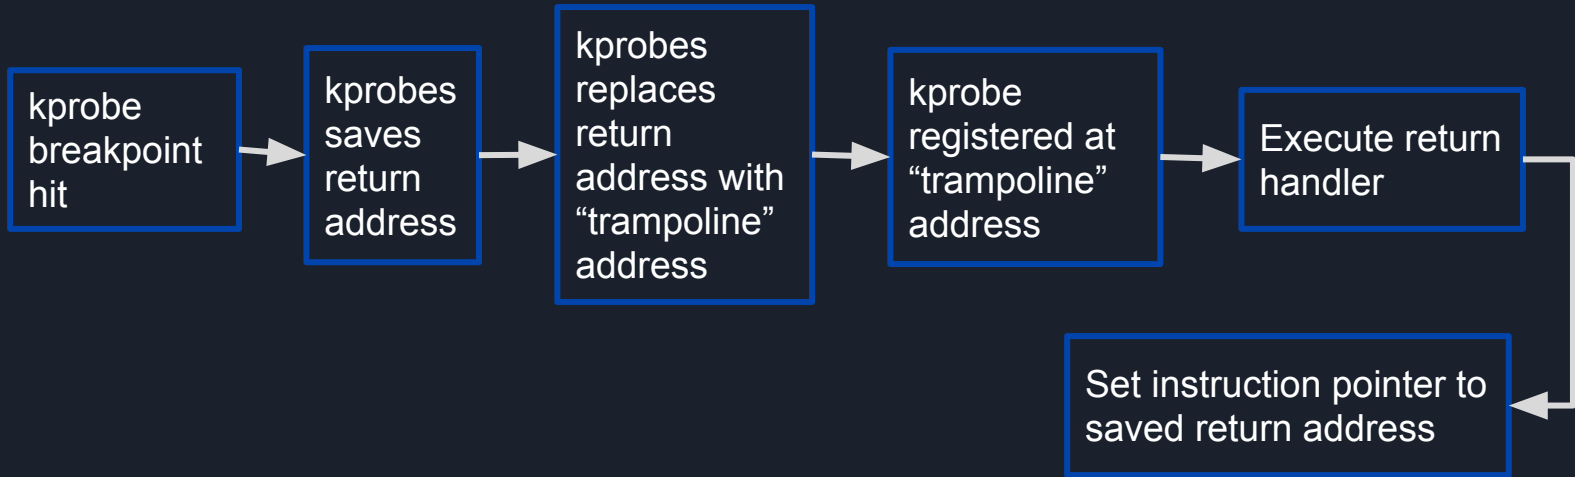 kprobe
breakpoint
hit
kprobes
saves
return
address
kprobes
replaces
return
address with
“trampoline”
address
kprobe
registered at
“trampoline”
address
Execute return
handler
Set instruction pointer to
saved return address